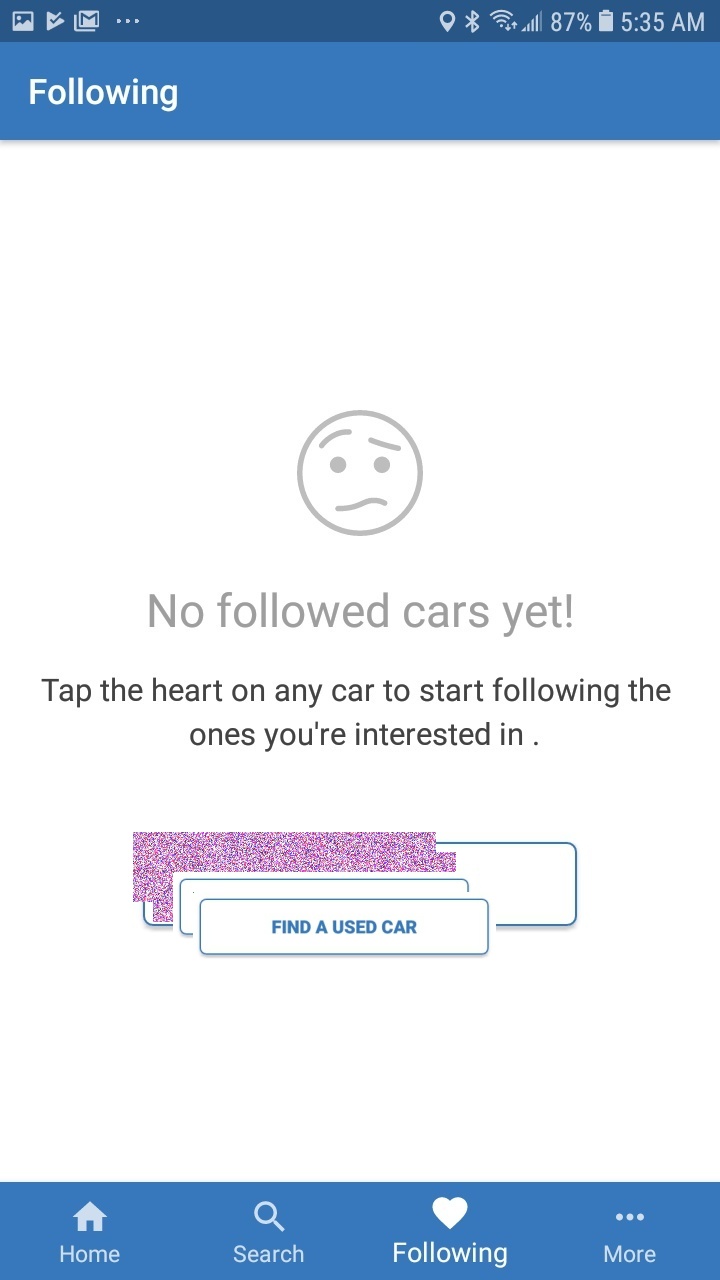 87% 5:35 AM
Following
No followed cars yet!
Tap the heart on any car to start following the
ones you're interested in .
FIND A USED CAR
Home Search Following More